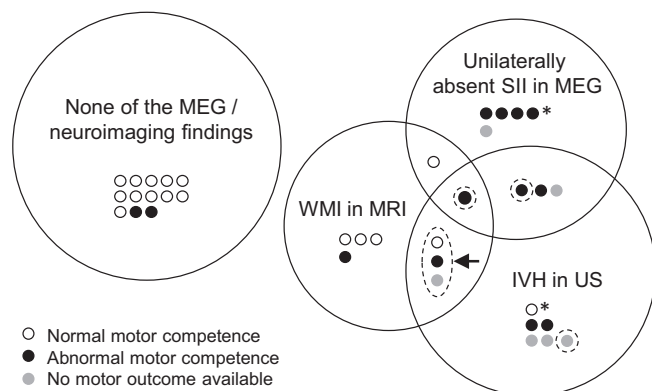 None of the MEG /
neuroimaging findings
Unilaterally
absent SII in MEG
*
WMI in MRI
IVH in US
*
Normal motor competence
Abnormal motor competence
No motor outcome available